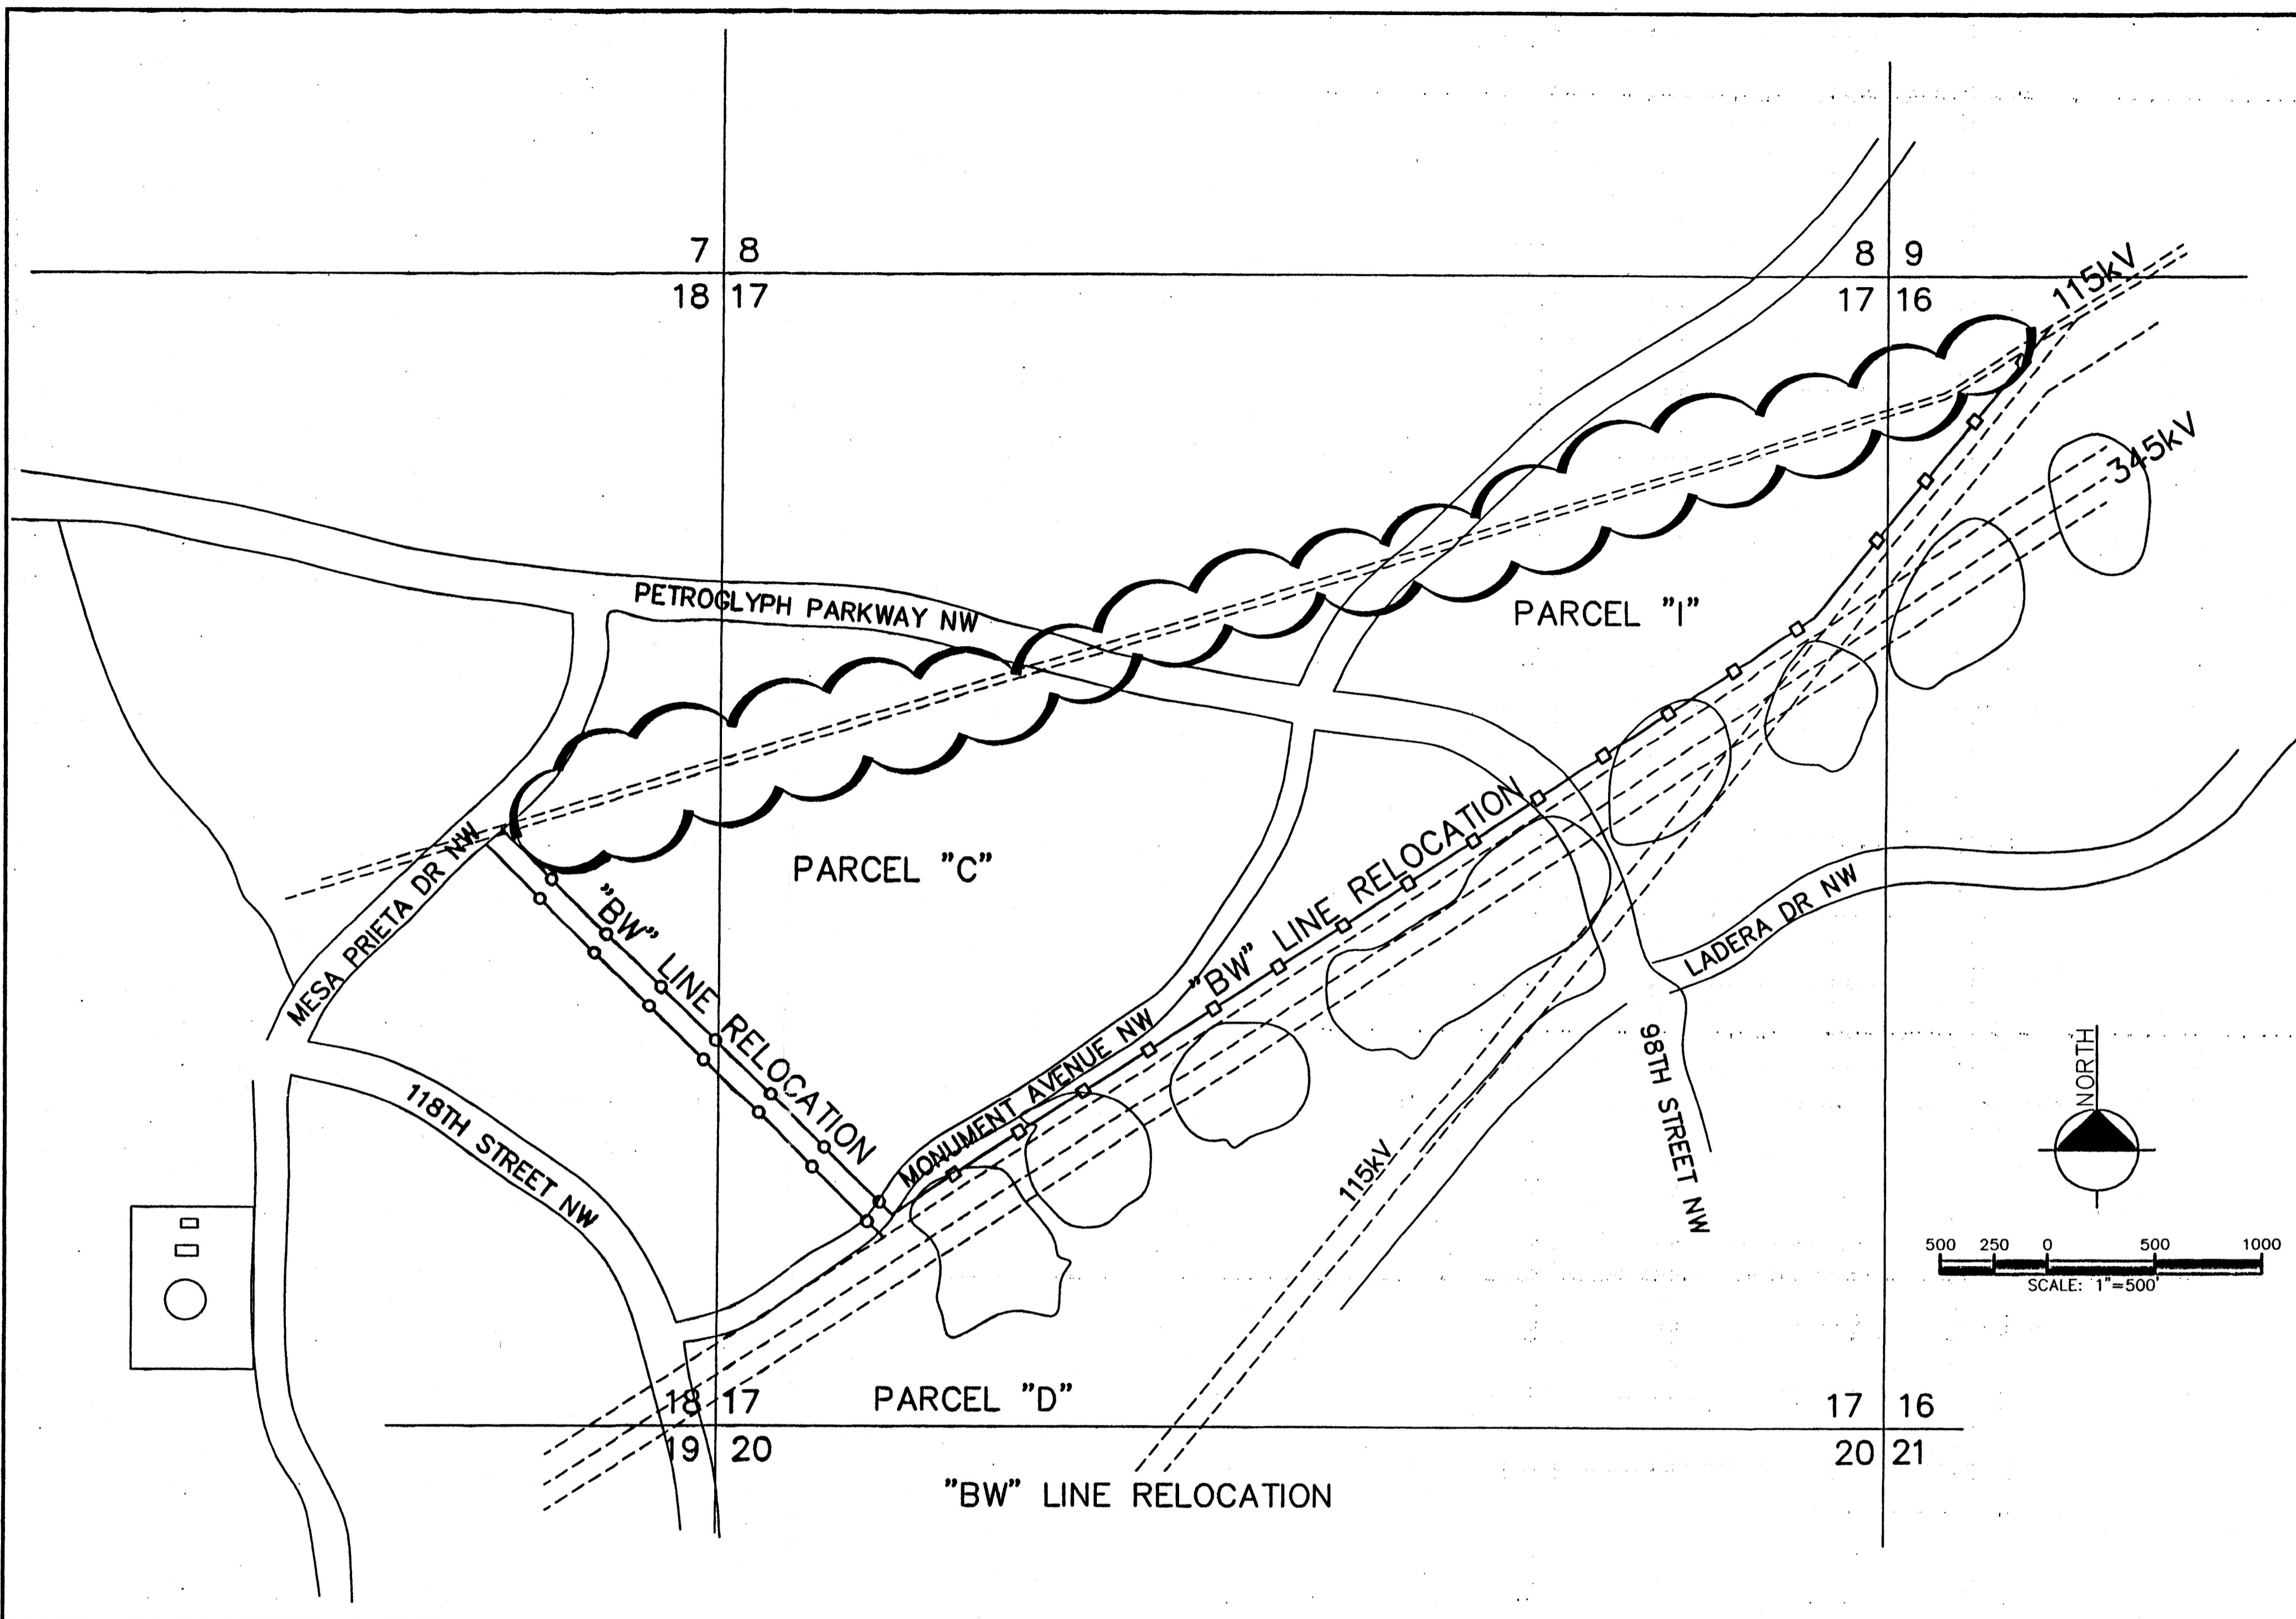 7 8
18 17
8 9
17 16
115kV
345kV
PETROGLYPH PARKWAY NW
PARCEL "I"
MESA PRIETA DR NW
PARCEL "C"
"BW" LINE RELOCATION
"BW" LINE RELOCATION
LADERA DR NW
MONUMENT AVENUE NW
118TH STREET NW
115kV
98TH STREET NW
NORTH
500 250 0 500 1000
SCALE: 1"=500'
18 17
19 20
PARCEL "D"
17 16
20 21
"BW" LINE RELOCATION